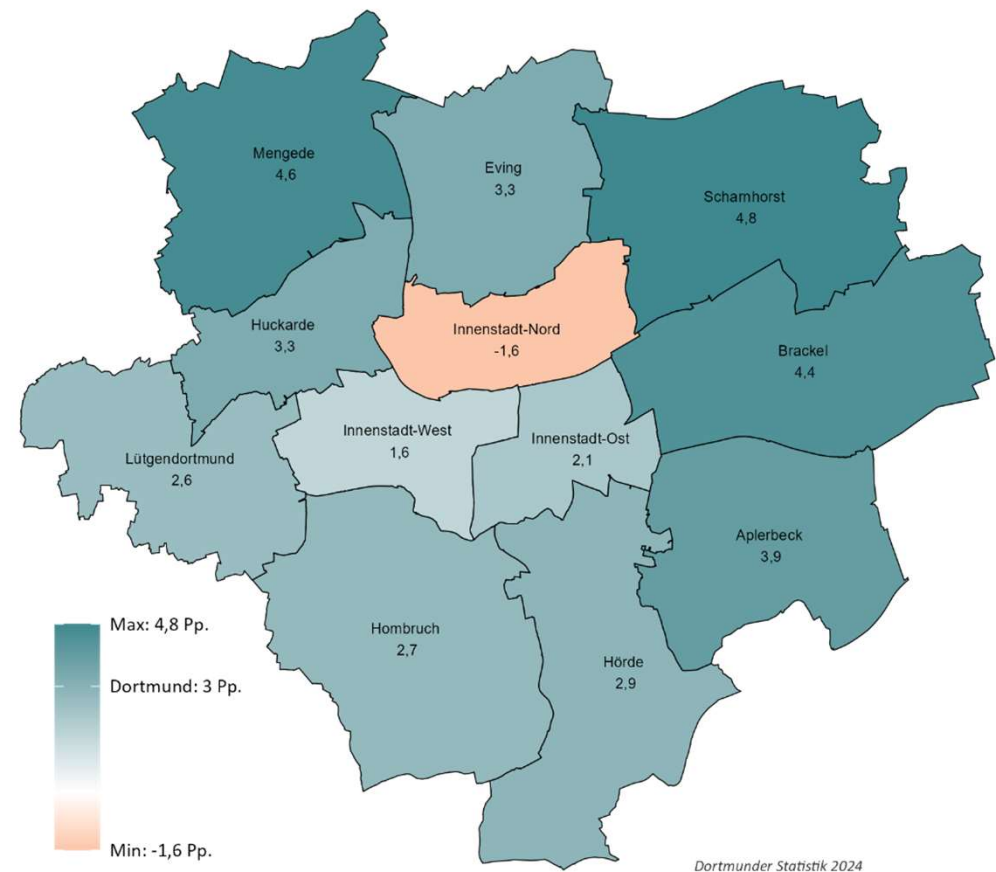 Mengede
4,6
Eving
3,3
Scharnhorst
4,8
Huckarde
3,3
Innenstadt-Nord
-1,6
Brackel
4,4
Innenstadt-West
1,6
Innenstadt-Ost
2,1
Lütgendortmund
2,6
Aplerbeck
3,9
Hombruch
2,7
Hörde
2,9
Max: 4,8 Pp.
Dortmund: 3 Pp.
Min: -1,6 Pp.
Dortmunder Statistik 2024